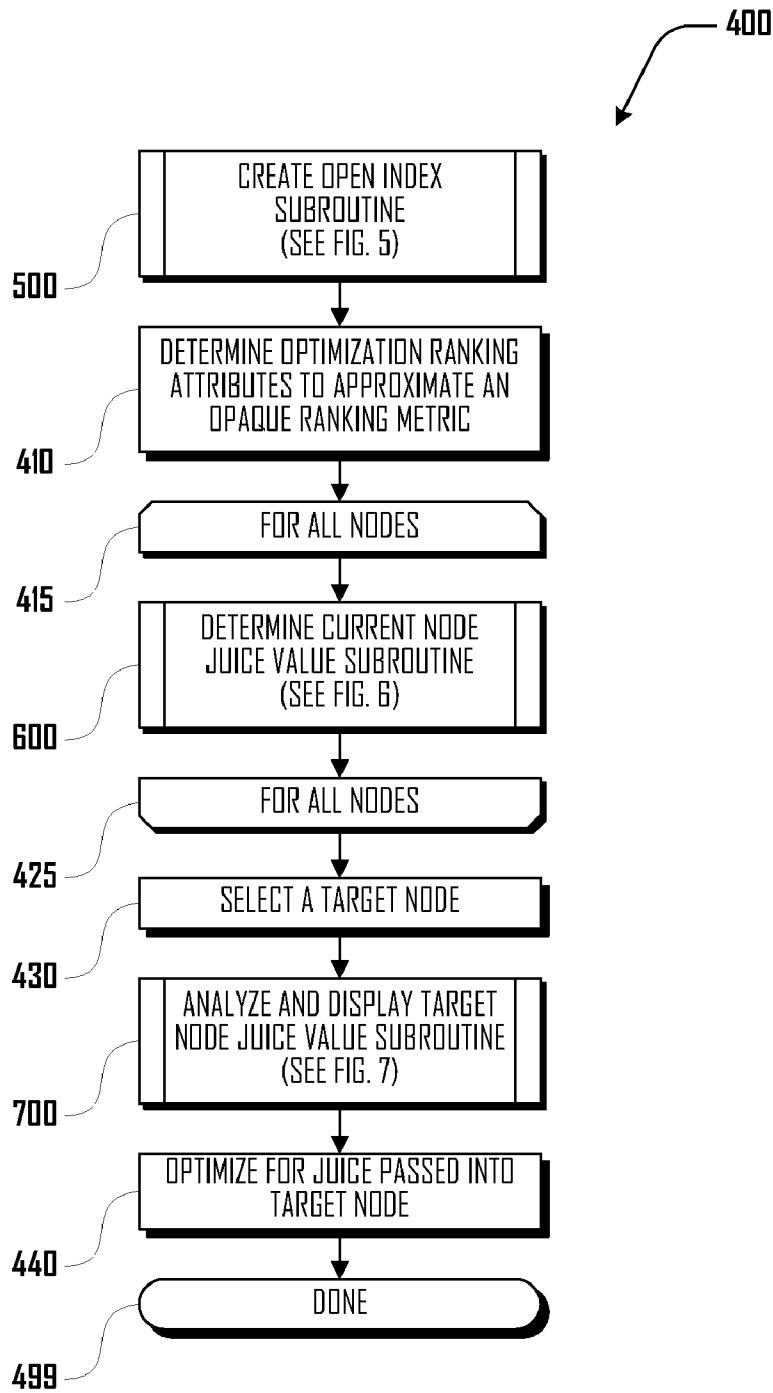 400
CREATE OPEN INDEX
SUBROUTINE
(SEE FIG. 5)
500
DETERMINE OPTIMIZATION RANKING
ATTRIBUTES TO APPROXIMATE AN
OPAQUE RANKING METRIC
410
FOR ALL NODES
415
DETERMINE CURRENT NODE
JUICE VALUE SUBROUTINE
(SEE FIG. 6)
600
FOR ALL NODES
425
SELECT A TARGET NODE
430
ANALYZE AND DISPLAY TARGET
NODE JUICE VALUE SUBROUTINE
(SEE FIG. 7)
700
OPTIMIZE FOR JUICE PASSED INTO
TARGET NODE
440
DONE
499